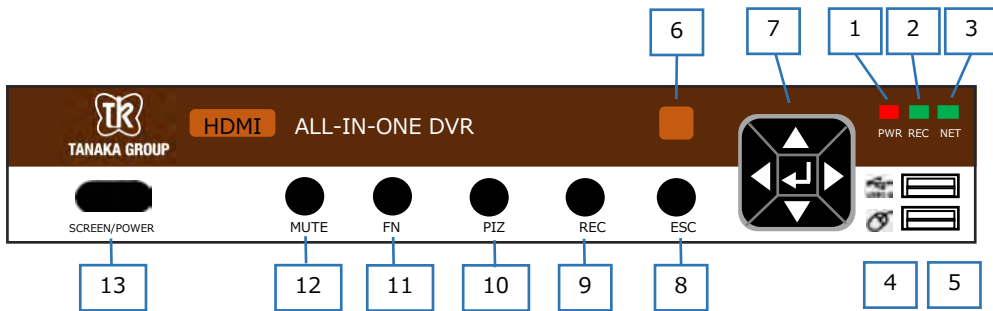 6 7 1 2 3
TR
TANAKA GROUP
HDMI ALL-IN-ONE DVR
PWR REC NET
SCREEN/POWER MUTE FN PIZ REC ESC
13 12 11 10 9 8 4 5